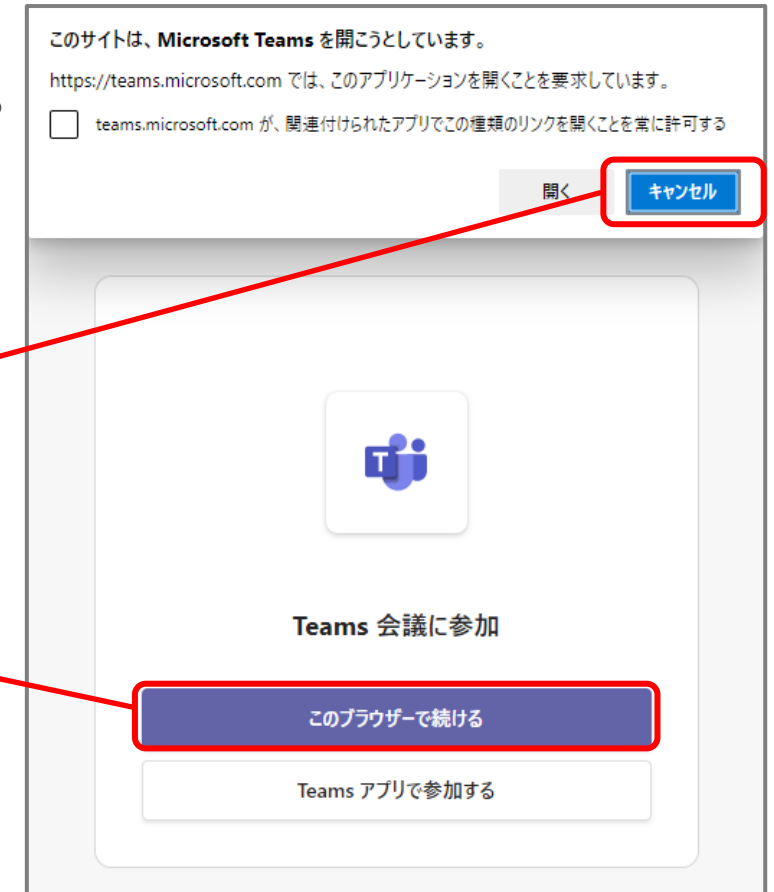 このサイトは、Microsoft Teams を開こうとしています。
https://teams.microsoft.com では、このアプリケーションを開くことを要求しています。
teams.microsoft.com が、関連付けられたアプリでこの種類のリンクを開くことを常に許可する
開く
キャンセル
T
Teams 会議に参加
このブラウザーで続ける
Teams アプリで参加する